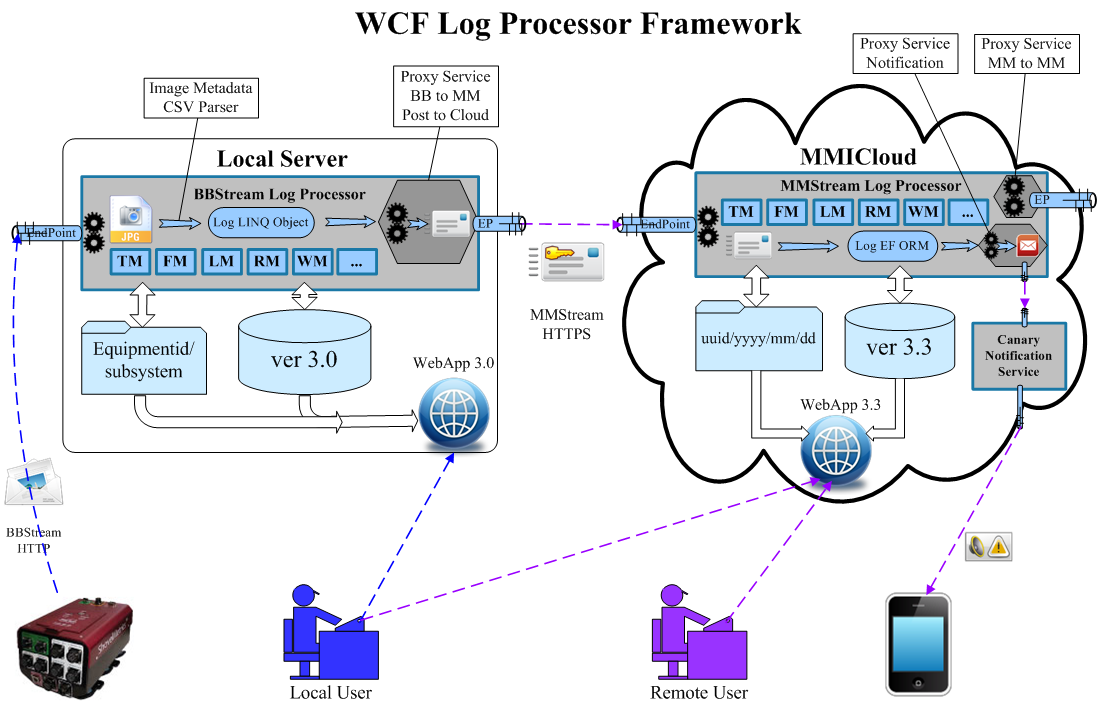 WCF Log Processor Framework
Proxy Service
Notification
Proxy Service
MM to MM
Image Metadata
CSV Parser
Proxy Service
BB to MM
Post to Cloud
Local Server
BBStream Log Processor
EndPoint
JPG
Log LINQ Object
EP
TM
FM
LM
RM
WM
...
Equipmentid/
subsystem
ver 3.0
WebApp 3.0
MMStream
HTTPS
MMICloud
MMStream Log Processor
EndPoint
TM
FM
LM
RM
WM
...
EP
Log EF ORM
uuid/yyyy/mm/dd
ver 3.3
Canary
Notification
Service
WebApp 3.3
BBStream
HTTP
Local User
Remote User